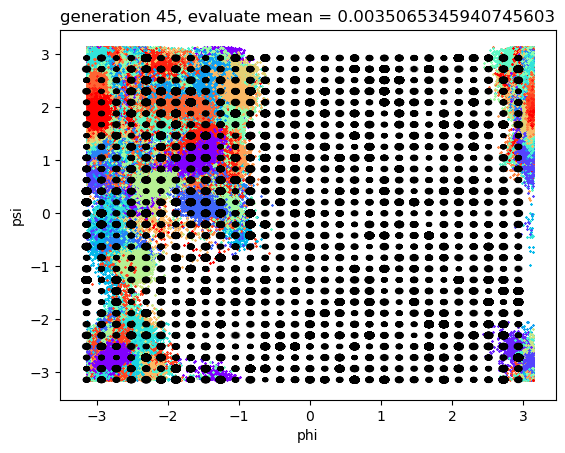 generation 45, evaluate mean = 0.0035065345940745603
psi
3
2
1
0
−1
−2
−3
−3 −2 −1 0 1 2 3
phi